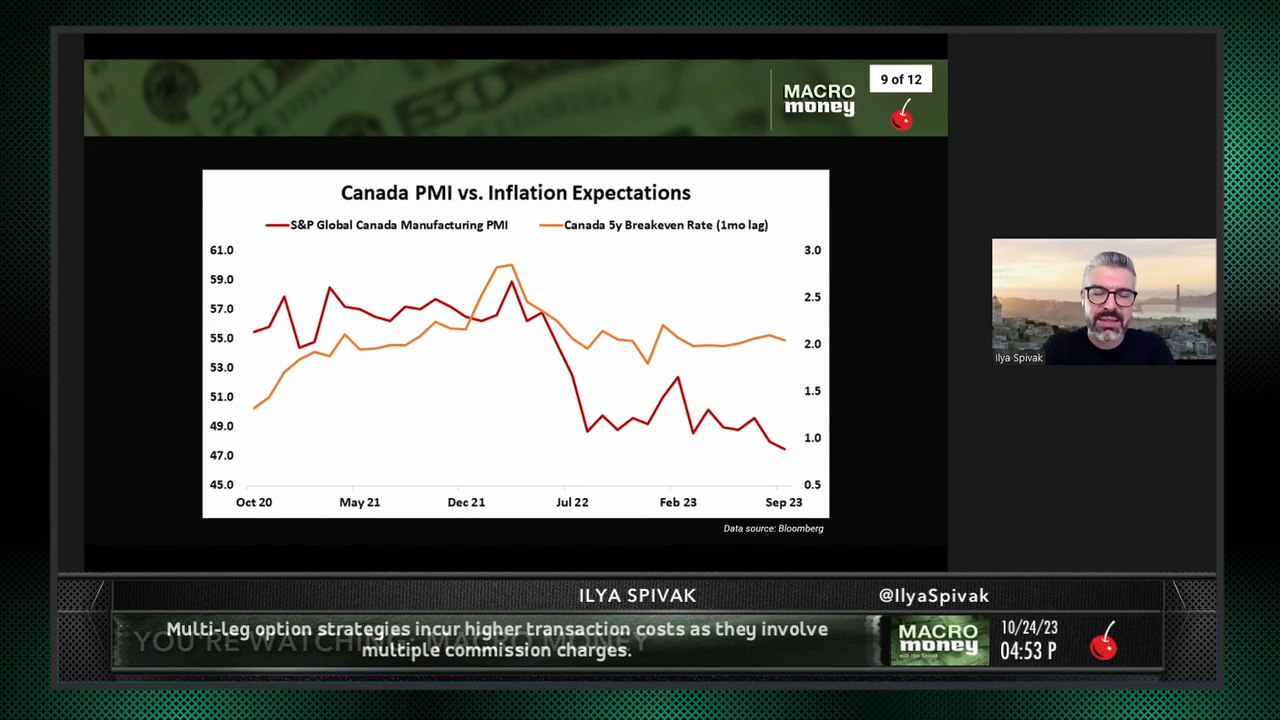 MACRO
money
9 of 12
Canada PMI vs. Inflation Expectations
S&P Global Canada Manufacturing PMI
Canada 5y Breakeven Rate (1mo lag)
61.0
59.0
57.0
55.0
53.0
51.0
49.0
47.0
45.0
3.0
2.5
2.0
1.5
1.0
0.5
Oct 20
May 21
Dec 21
Jul 22
Feb 23
Sep 23
Data source: Bloomberg
Ilya Spivak
ILYA SPIVAK
@IlyaSpivak
Multi-leg option strategies incur higher transaction costs as they involve
multiple commission charges.
MACRO
money
10/24/23
04:53 P